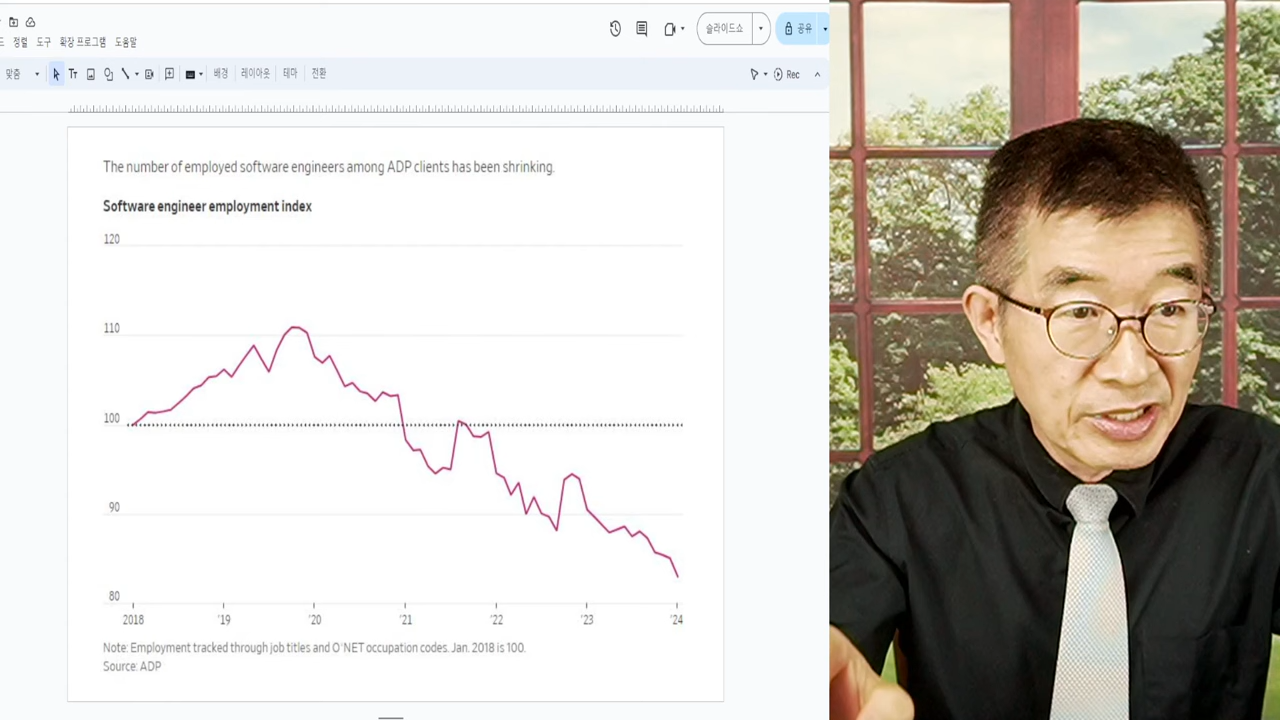 정렬 도구 확장 프로그램 도움말
슬라이드쇼
공유
맞춤
Tт
배경 레이아웃 테마 전환
Rec
The number of employed software engineers among ADP clients has been shrinking.
Software engineer employment index
120
110
100
90
80
2018 '19 '20 '21 '22 '23 '24
Note: Employment tracked through job titles and O*NET occupation codes. Jan. 2018 is 100.
Source: ADP